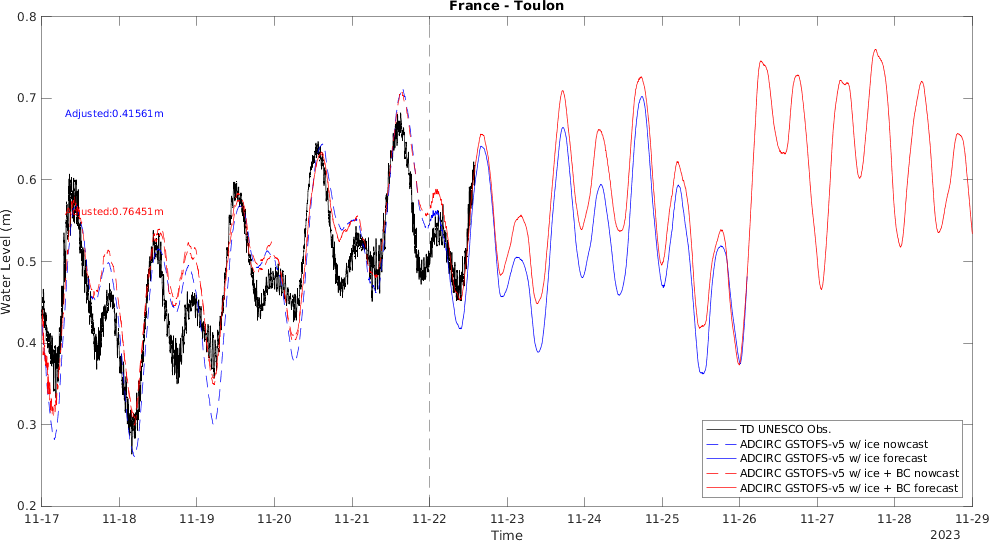 France - Toulon
0.8
0.7
0.6
0.5
0.4
0.3
0.2
Water Level (m)
Adjusted:0.41561m
Adjusted:0.76451m
TD UNESCO Obs.
ADCIRC GSTOFS-v5 w/ ice nowcast
ADCIRC GSTOFS-v5 w/ ice forecast
ADCIRC GSTOFS-v5 w/ ice + BC nowcast
ADCIRC GSTOFS-v5 w/ ice + BC forecast
11-17 11-18 11-19 11-20 11-21 11-22 11-23 11-24 11-25 11-26 11-27 11-28 11-29
Time
2023